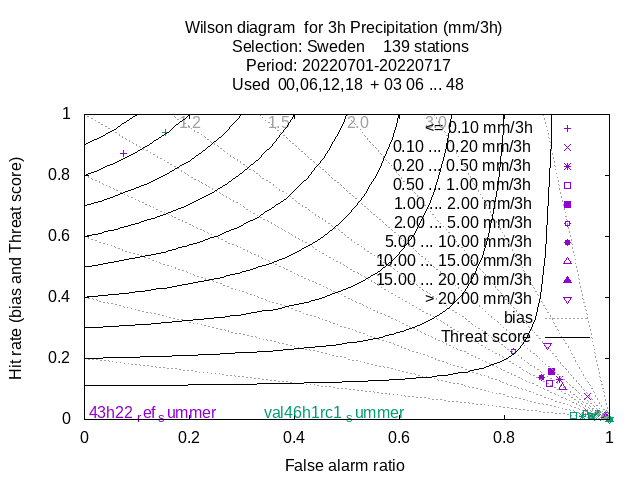 Wilson diagram  for 3h Precipitation (mm/3h)
Selection: Sweden    139 stations
Period: 20220701-20220717
Used  00,06,12,18  + 03 06 ... 48
Hit rate (bias and Threat score)
1
0.8
0.6
0.4
0.2
0
1.2
1.5
2.0
3.0
<= 0.10 mm/3h
0.10 ... 0.20 mm/3h
0.20 ... 0.50 mm/3h
0.50 ... 1.00 mm/3h
1.00 ... 2.00 mm/3h
2.00 ... 5.00 mm/3h
5.00 ... 10.00 mm/3h
10.00 ... 15.00 mm/3h
15.00 ... 20.00 mm/3h
> 20.00 mm/3h
bias
Threat score
43h22_ref_summer
val46h1rc1_summer
0
0.2
0.4
0.6
0.8
1
False alarm ratio